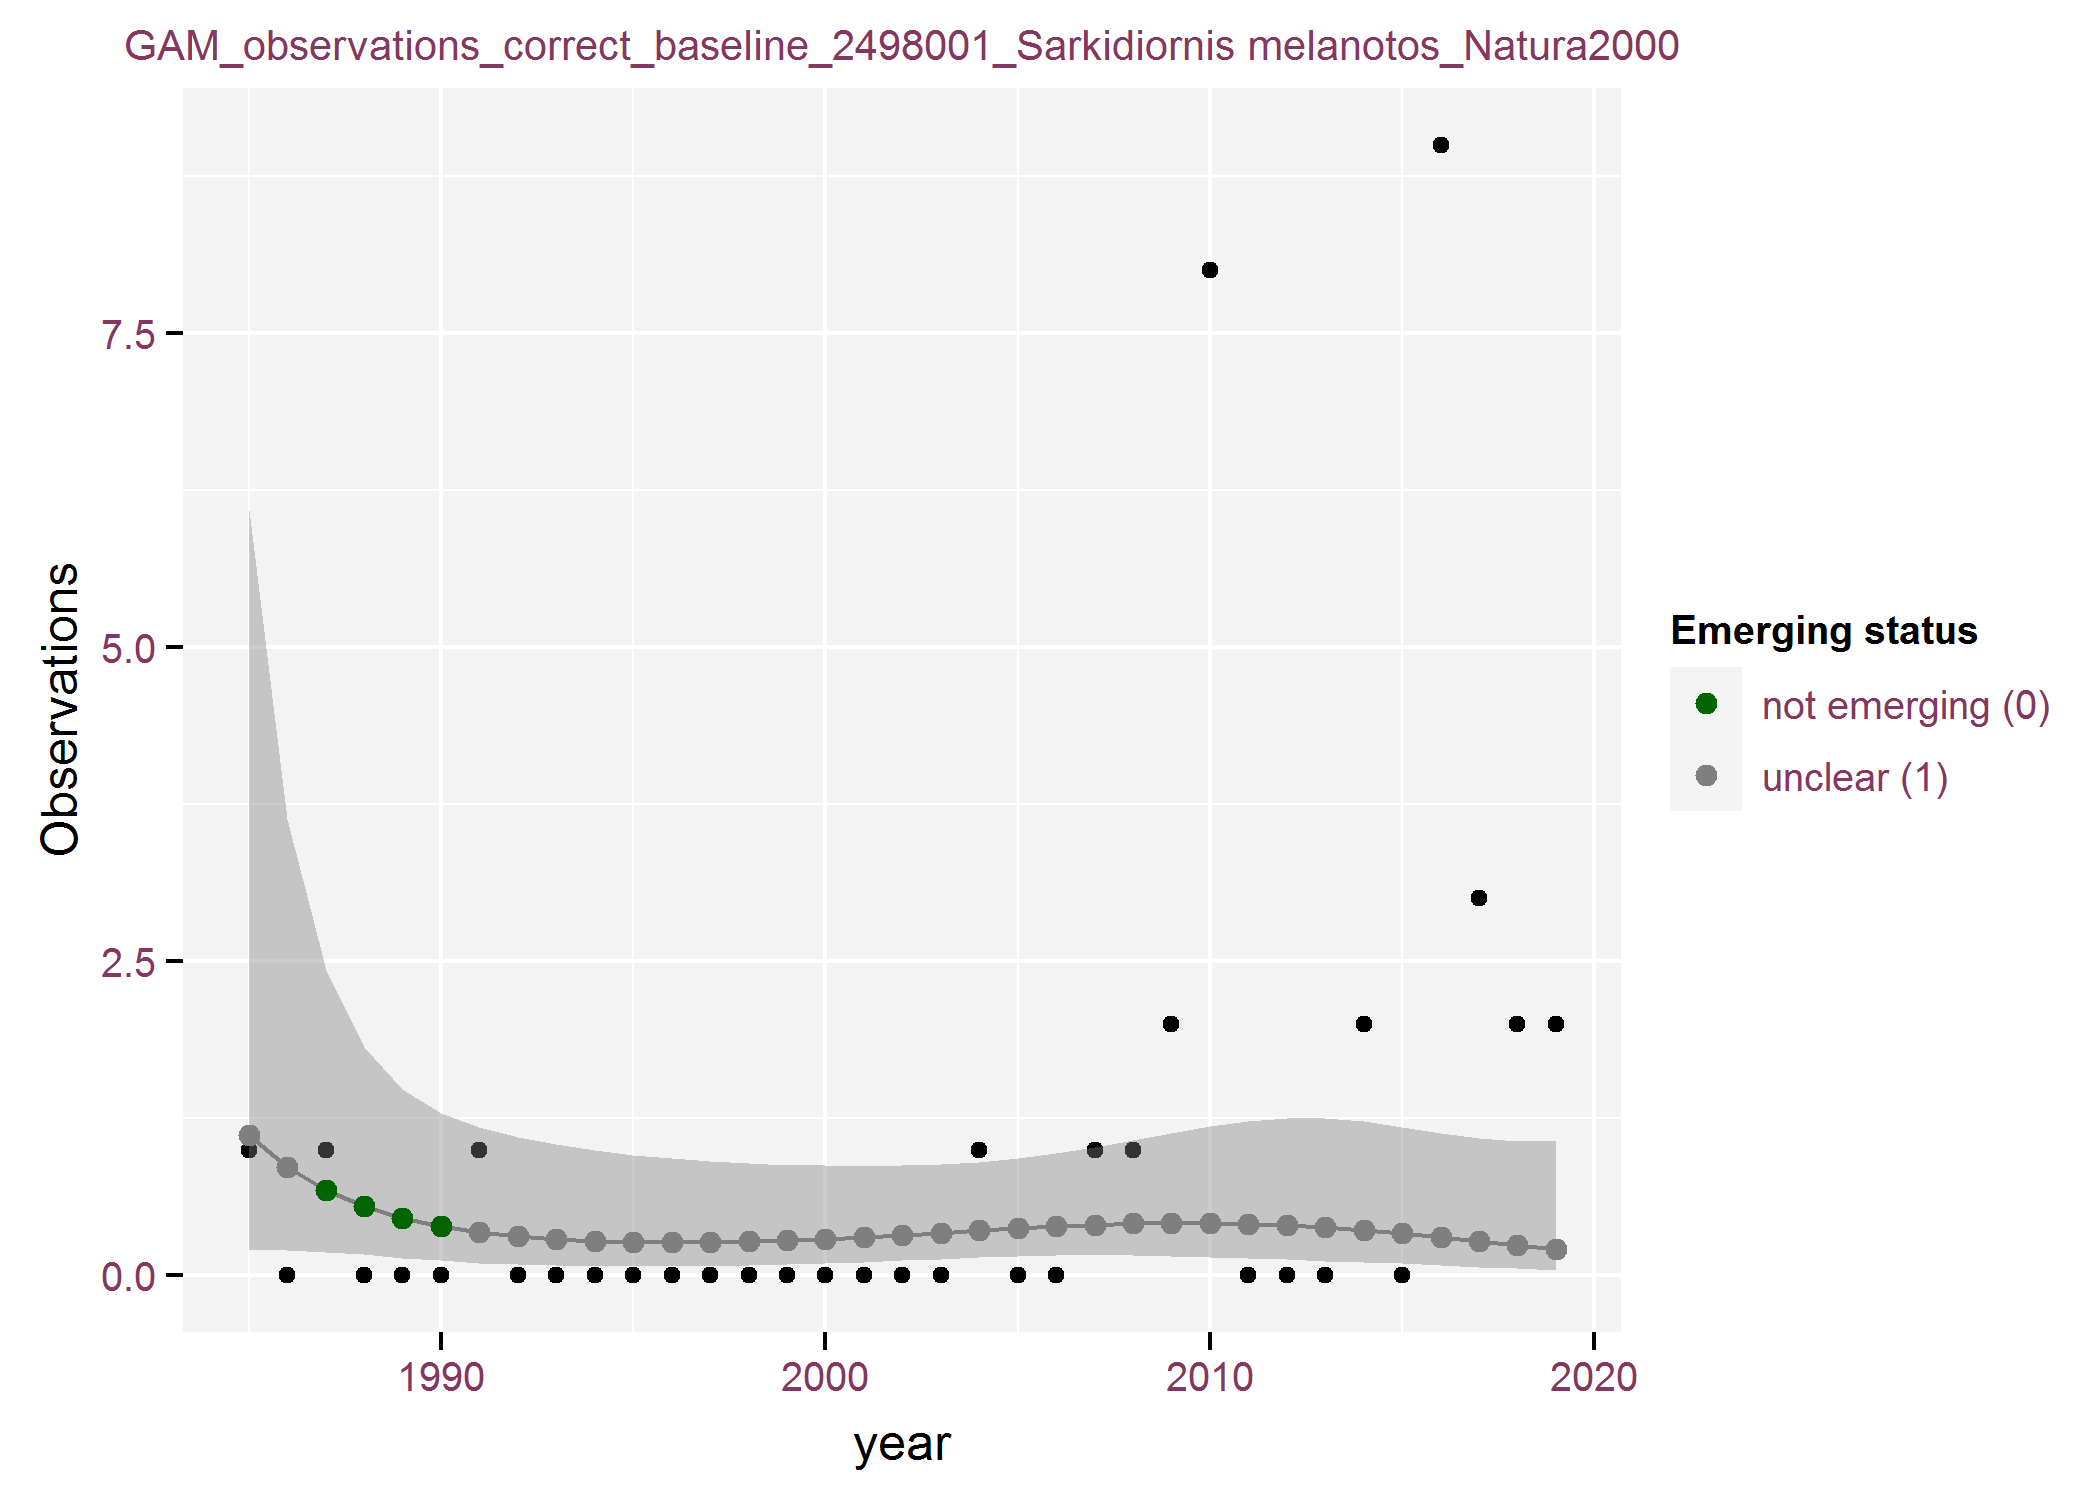 GAM_observations_correct_baseline_2498001_Sarkidiornis melanotos_Natura2000
Observations
7.5
5.0
2.5
0.0
1990
2000
2010
2020
year
Emerging status
not emerging (0)
unclear (1)